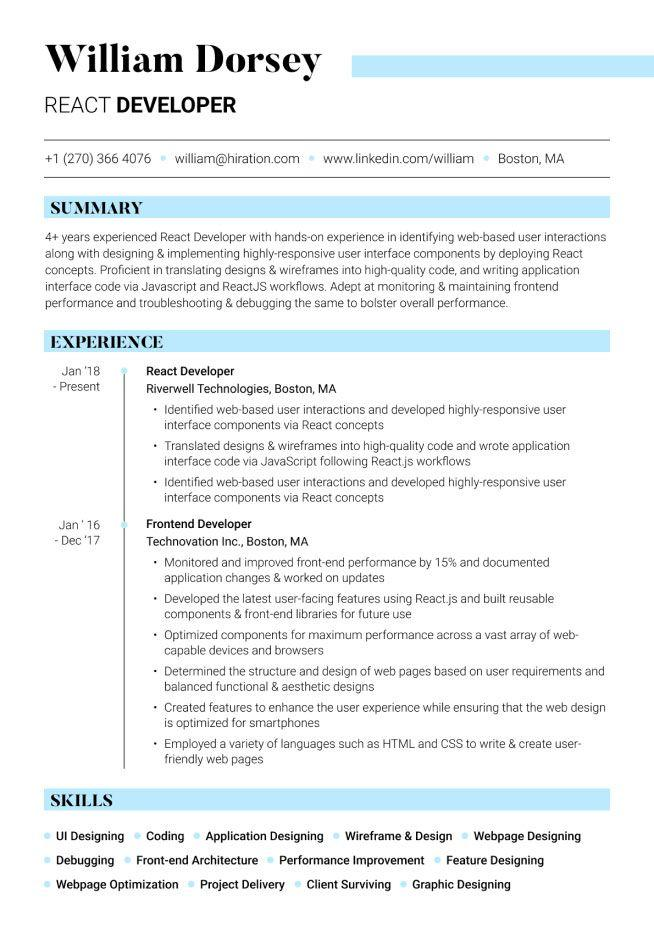 William Dorsey
REACT DEVELOPER
+1 (270) 366 4076 • william@hiration.com • www.linkedin.com/william • Boston, MA
SUMMARY
4+ years experienced React Developer with hands-on experience in identifying web-based user interactions
along with designing & implementing highly-responsive user interface components by deploying React
concepts. Proficient in translating designs & wireframes into high-quality code, and writing application
interface code via Javascript and ReactJS workflows. Adept at monitoring & maintaining frontend
performance and troubleshooting & debugging the same to bolster overall performance.
EXPERIENCE
Jan '18
- Present
React Developer
Riverwell Technologies, Boston, MA
• Identified web-based user interactions and developed highly-responsive user
interface components via React concepts
• Translated designs & wireframes into high-quality code and wrote application
interface code via JavaScript following React.js workflows
• Identified web-based user interactions and developed highly-responsive user
interface components via React concepts
Jan ' 16
- Dec '17
Frontend Developer
Technovation Inc., Boston, MA
• Monitored and improved front-end performance by 15% and documented
application changes & worked on updates
• Developed the latest user-facing features using React.js and built reusable
components & front-end libraries for future use
• Optimized components for maximum performance across a vast array of web-
capable devices and browsers
• Determined the structure and design of web pages based on user requirements and
balanced functional & aesthetic designs
• Created features to enhance the user experience while ensuring that the web design
is optimized for smartphones
• Employed a variety of languages such as HTML and CSS to write & create user-
friendly web pages
SKILLS
• UI Designing • Coding • Application Designing • Wireframe & Design • Webpage Designing
• Debugging • Front-end Architecture • Performance Improvement • Feature Designing
• Webpage Optimization • Project Delivery • Client Surviving • Graphic Designing